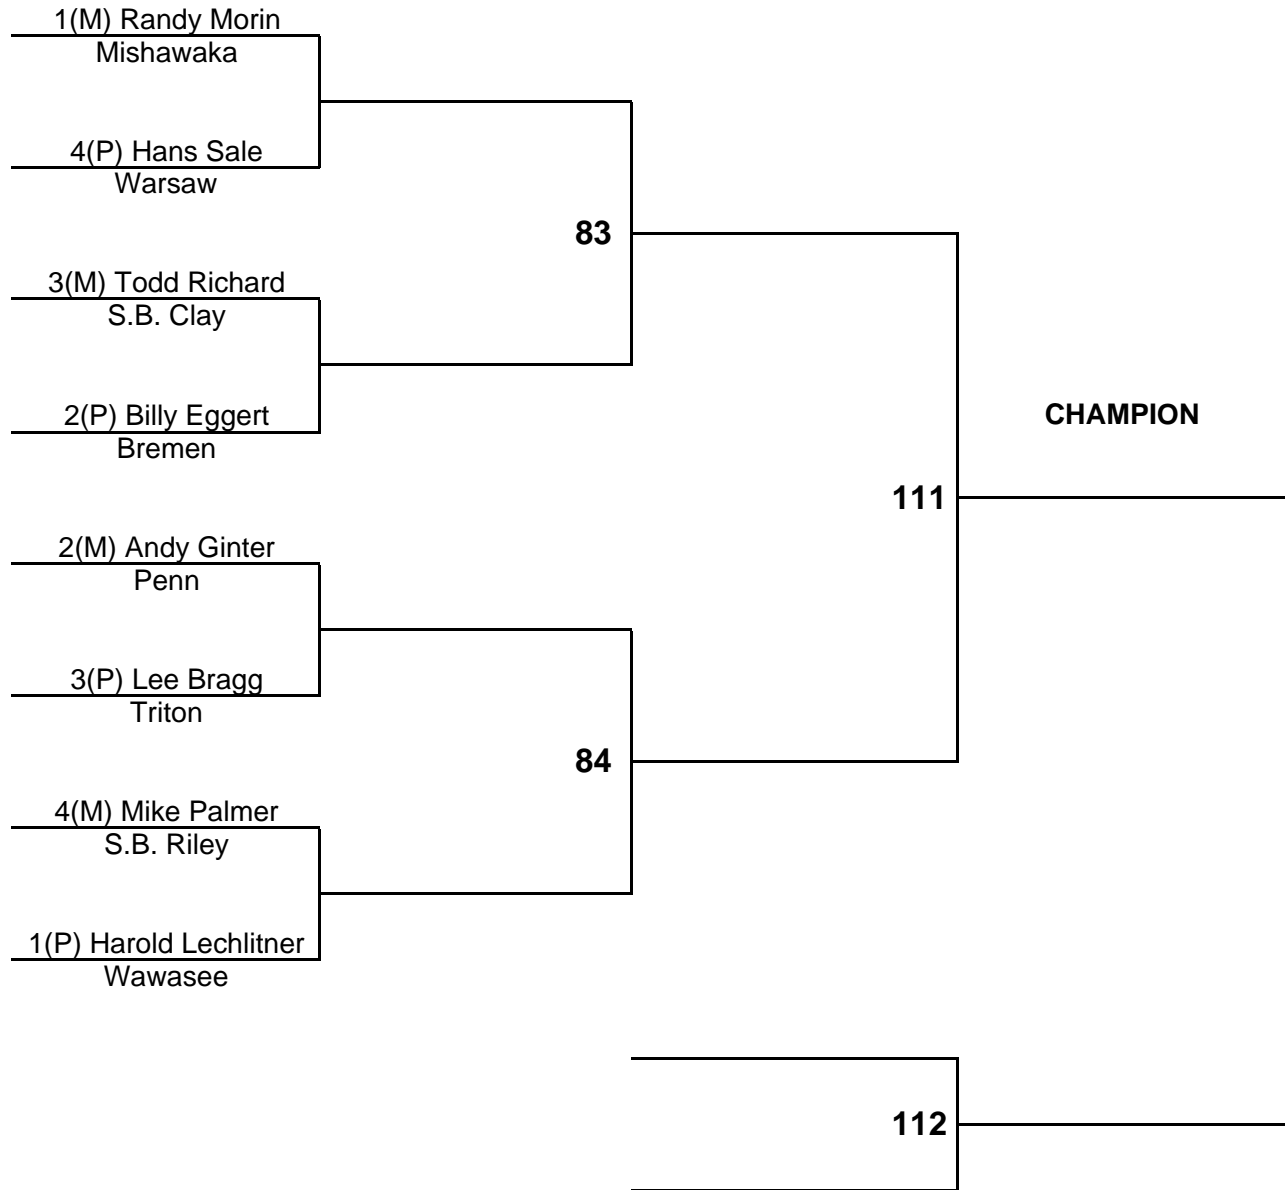 1(M) Randy Morin
Mishawaka
4(P) Hans Sale
Warsaw
83
3(M) Todd Richard
S.B. Clay
2(P) Billy Eggert
Bremen
CHAMPION
111
2(M) Andy Ginter
Penn
3(P) Lee Bragg
Triton
84
4(M) Mike Palmer
S.B. Riley
1(P) Harold Lechlitner
Wawasee
112